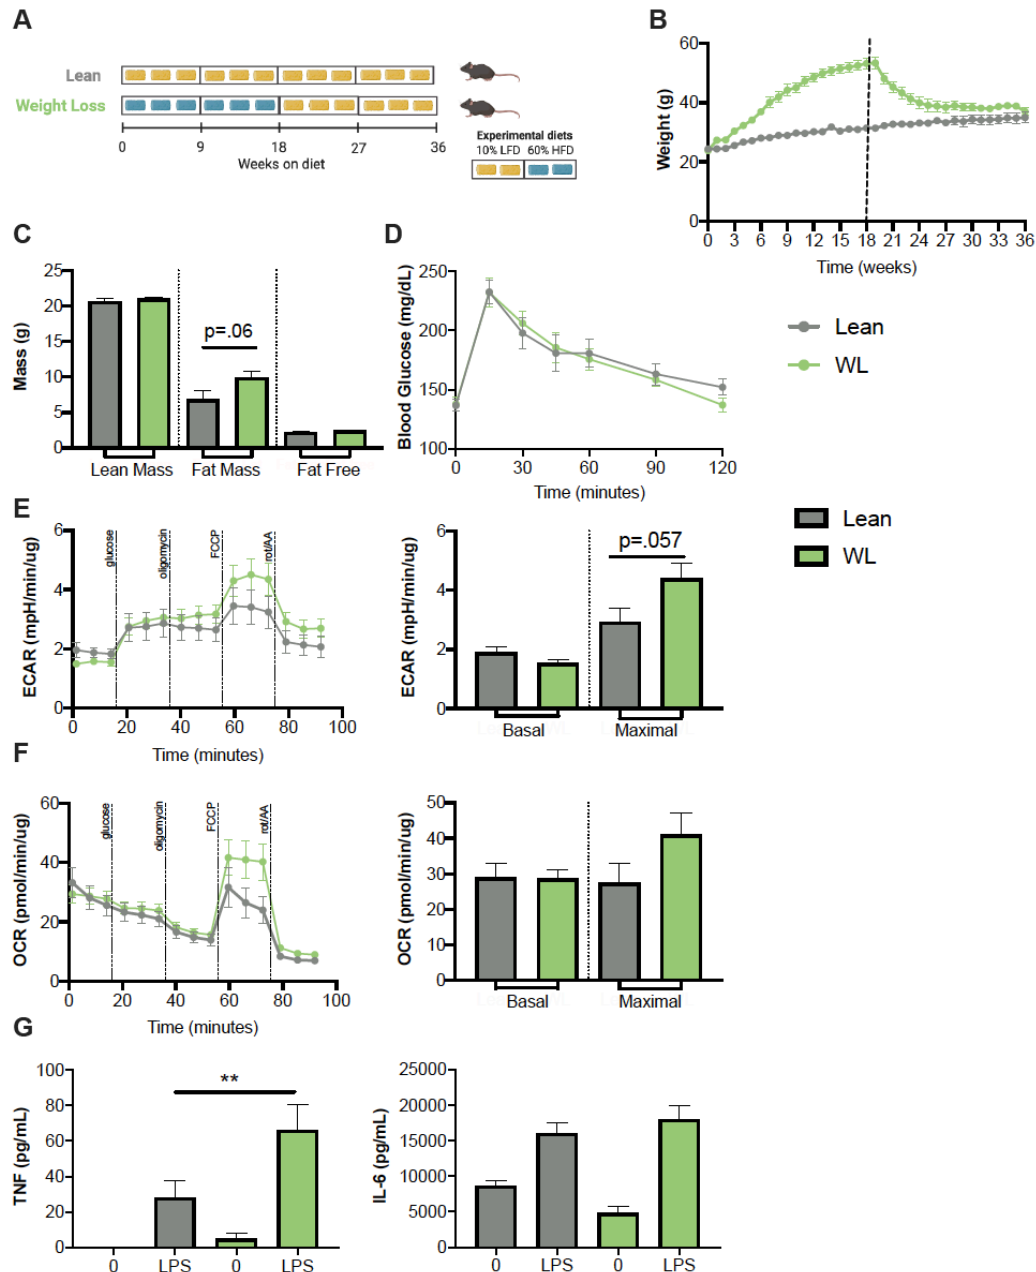 A
Lean
Weight Loss
0 9 18 27 36
Weeks on diet
Experimental diets
10% LFD 60% HFD
B
Weight (g)
60
40
20
0
0 3 6 9 12 15 18 21 24 27 30 33 36
Time (weeks)
C
Mass (g)
25
20
15
10
5
0
p=.06
Lean Mass Fat Mass Fat Free
D
Blood Glucose (mg/dL)
250
200
150
100
0 30 60 90 120
Time (minutes)
Lean
WL
E
ECAR (mpH/min/ug)
6
4
2
0
glucose
oligomycin
FCCP
rot/AA
0 20 40 60 80 100
Time (minutes)
ECAR (mpH/min/ug)
6
4
2
0
p=.057
Basal Maximal
Lean
WL
F
OCR (pmol/min/ug)
60
40
20
0
glucose
oligomycin
FCCP
rot/AA
0 20 40 60 80 100
Time (minutes)
OCR (pmol/min/ug)
50
40
30
20
10
0
Basal Maximal
G
TNF (pg/mL)
100
80
60
40
20
0
**
0 LPS 0 LPS
IL-6 (pg/mL)
25000
20000
15000
10000
5000
0
0 LPS 0 LPS